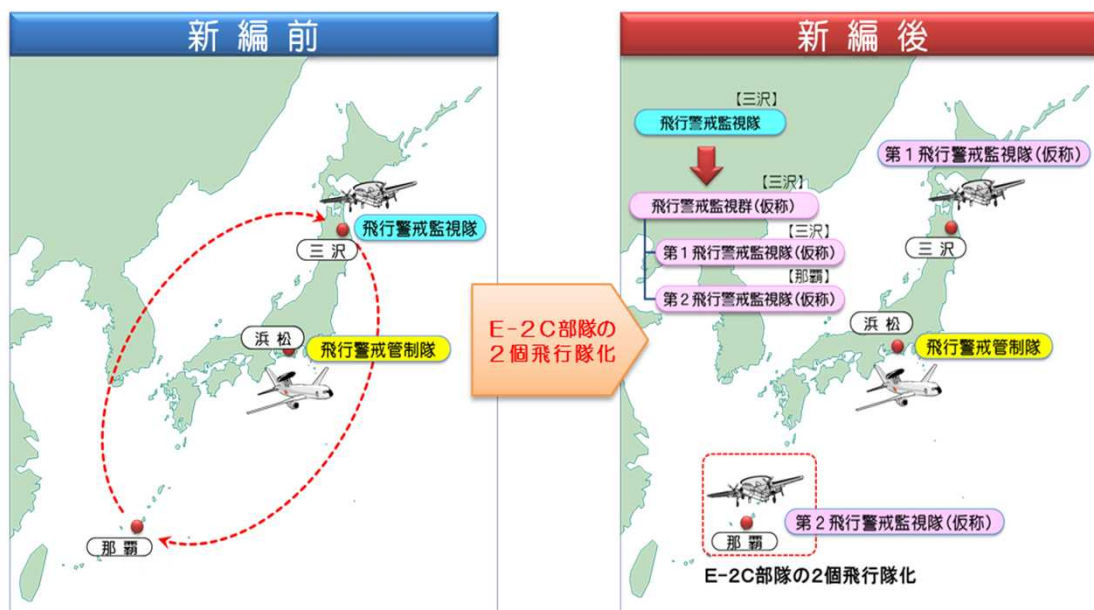 新編前
飛行警戒監視隊
三沢
浜松
飛行警戒管制隊
那覇
E-2C部隊の
2個飛行隊化
新編後
【三沢】
飛行警戒監視隊
【三沢】
飛行警戒監視群(仮称)
【三沢】
第1飛行警戒監視隊(仮称)
【那覇】
第2飛行警戒監視隊(仮称)
第1飛行警戒監視隊(仮称)
三沢
浜松
飛行警戒管制隊
第2飛行警戒監視隊(仮称)
那覇
E-2C部隊の2個飛行隊化